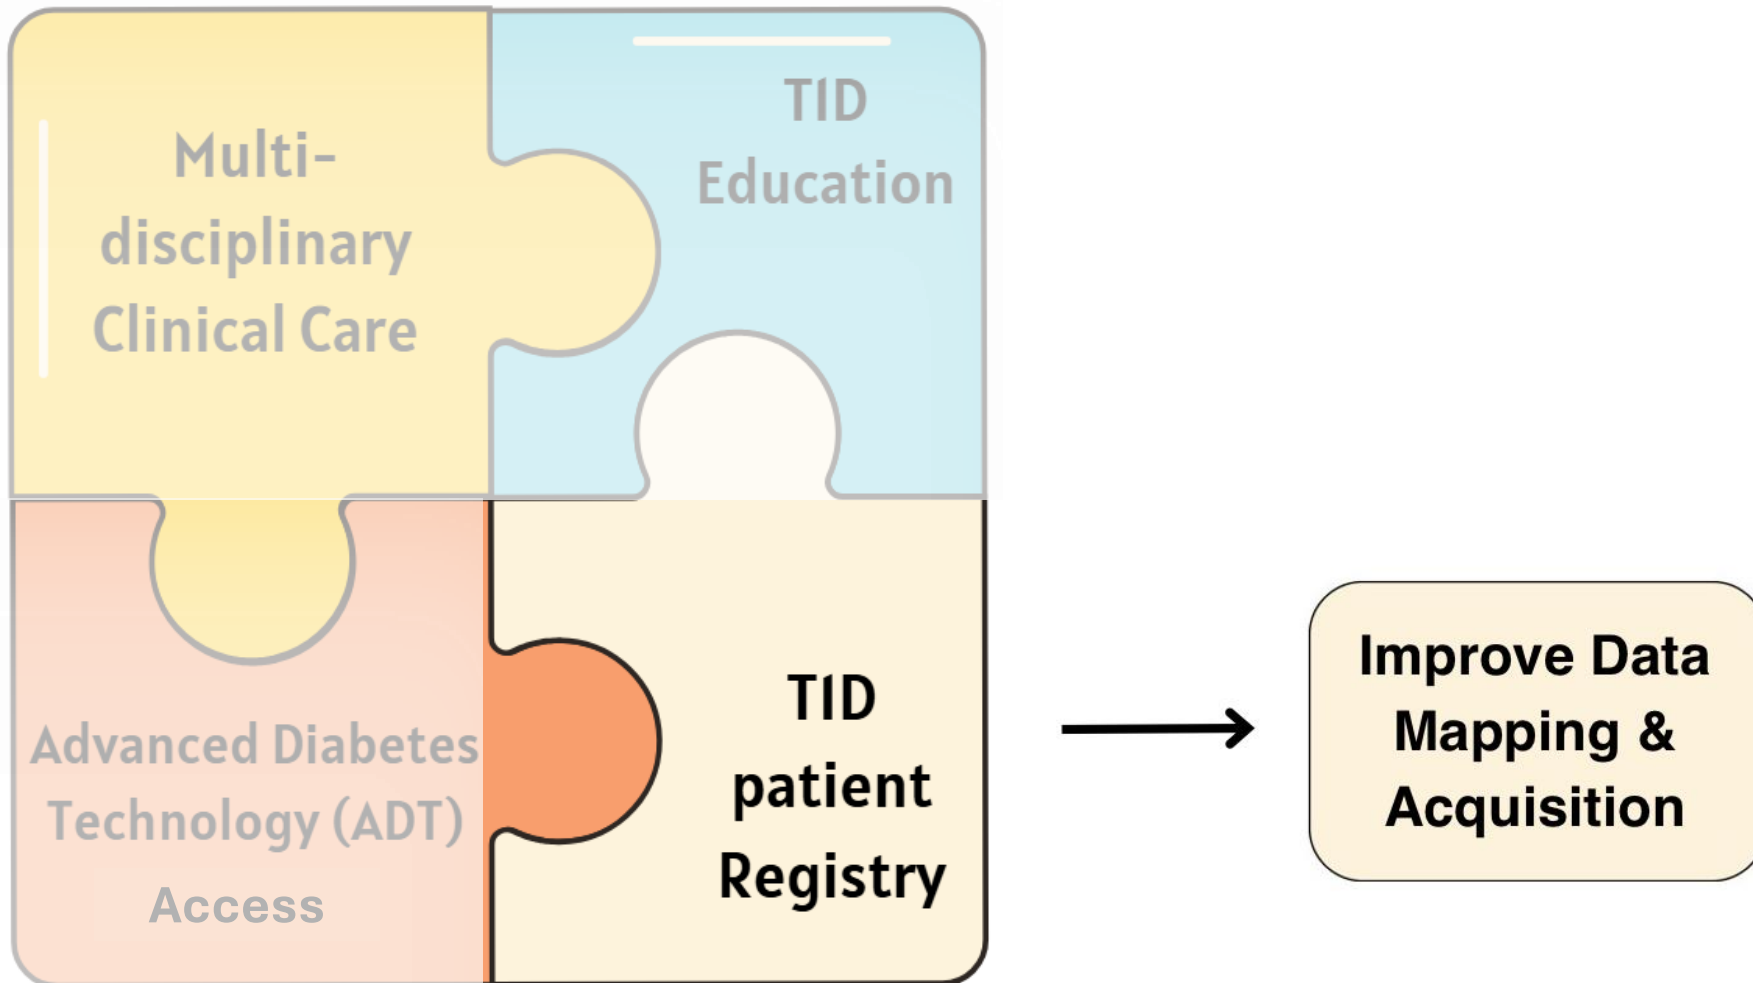 Multi-
disciplinary
Clinical Care
T1D
Education
Advanced Diabetes
Technology (ADT)
Access
T1D
patient
Registry
Improve Data
Mapping &
Acquisition